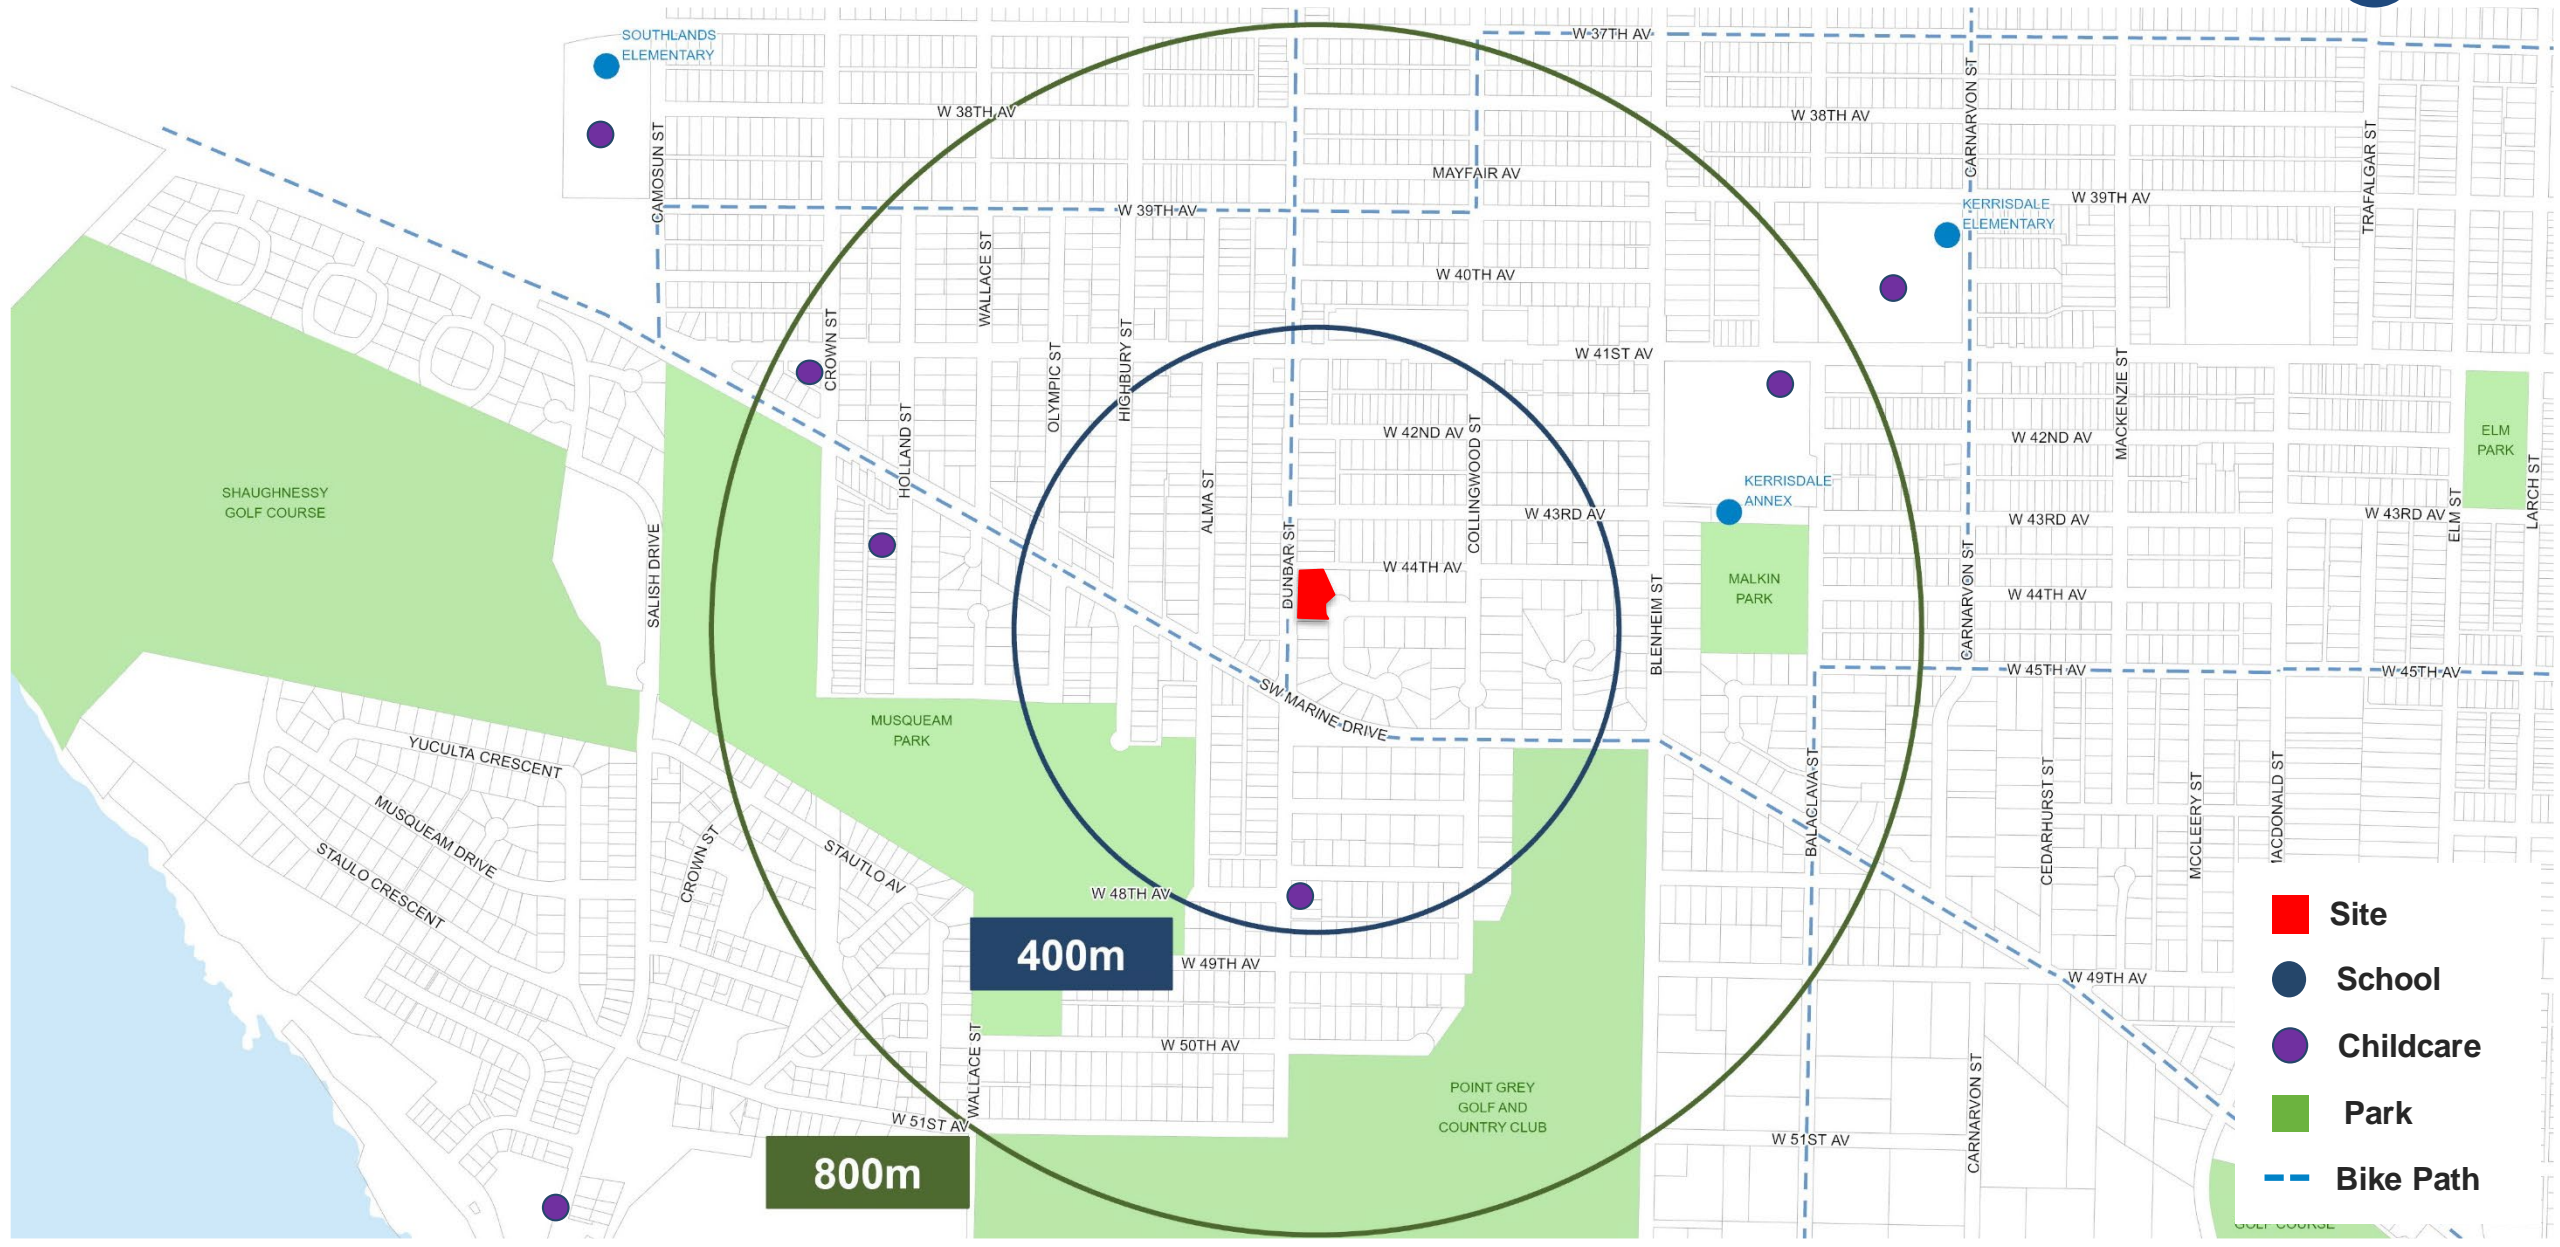 SOUTHLANDS
ELEMENTARY
W 37TH AV
W 38TH AV
W 38TH AV
CARNARVON ST
CAMOSUN ST
TRAFALGAR ST
MAYFAIR AV
W 39TH AV
W 39TH AV
KERRISDALE
ELEMENTARY
WALLACE ST
W 40TH AV
CROWN ST
OLYMPIC ST
HIGHBURY ST
W 41ST AV
MACKENZIE ST
HOLLAND ST
W 42ND AV
COLLINGWOOD ST
W 42ND AV
ELM
PARK
LARCH ST
ELM ST
SHAUGHNESSY
GOLF COURSE
ALMA ST
KERRISDALE
ANNEX
W 43RD AV
W 43RD AV
W 43RD AV
SALISH DRIVE
DUNBAR ST
W 44TH AV
MALKIN
PARK
W 44TH AV
BLENHEIM ST
CARNARVON ST
W 45TH AV
W 45TH AV
SW MARINE DRIVE
MUSQUEAM
PARK
YUCULTA CRESCENT
MUSQUEAM DRIVE
STAULO CRESCENT
CROWN ST
STAUTLO AV
BALACLAVA ST
CEDARHURST ST
MCCLEERY ST
MACDONALD ST
W 48TH AV
400m
W 49TH AV
W 49TH AV
W 50TH AV
WALLACE ST
W 51ST AV
800m
POINT GREY
GOLF AND
COUNTRY CLUB
W 51ST AV
CARNARVON ST
Site
School
Childcare
Park
Bike Path
GOLF COURSE